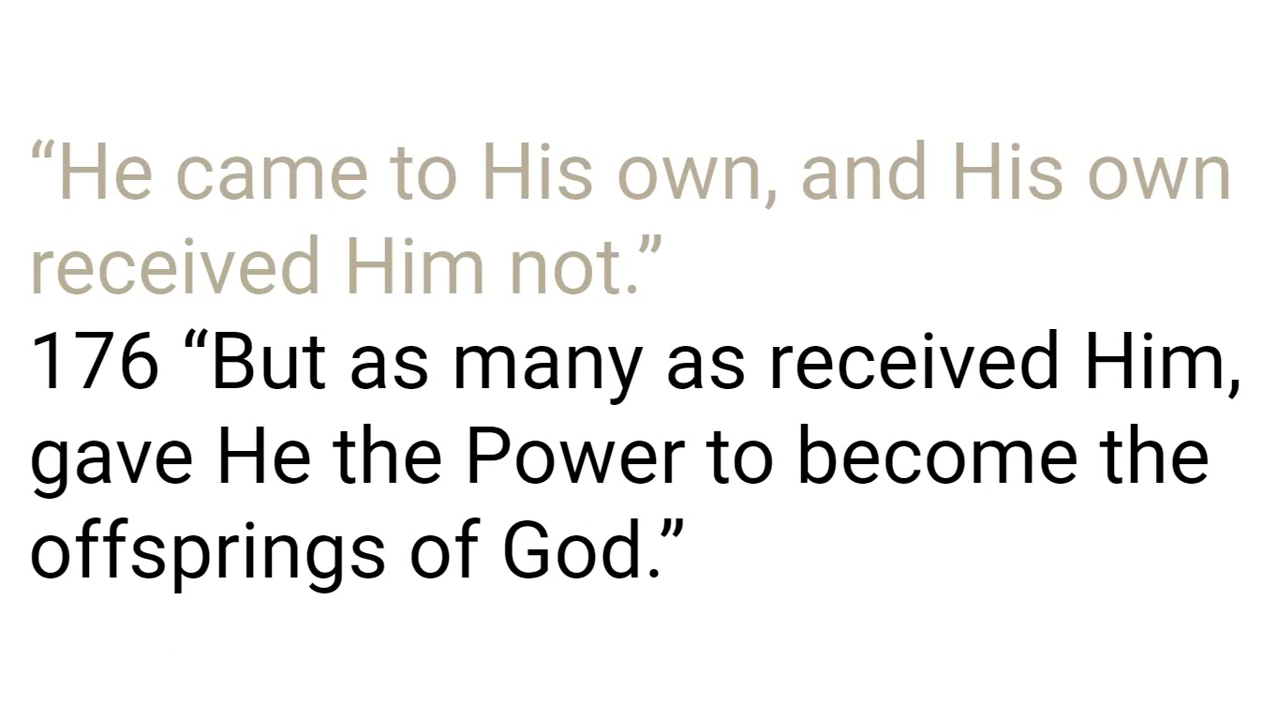 “He came to His own, and His own
received Him not.”
176 “But as many as received Him,
gave He the Power to become the
offsprings of God.”